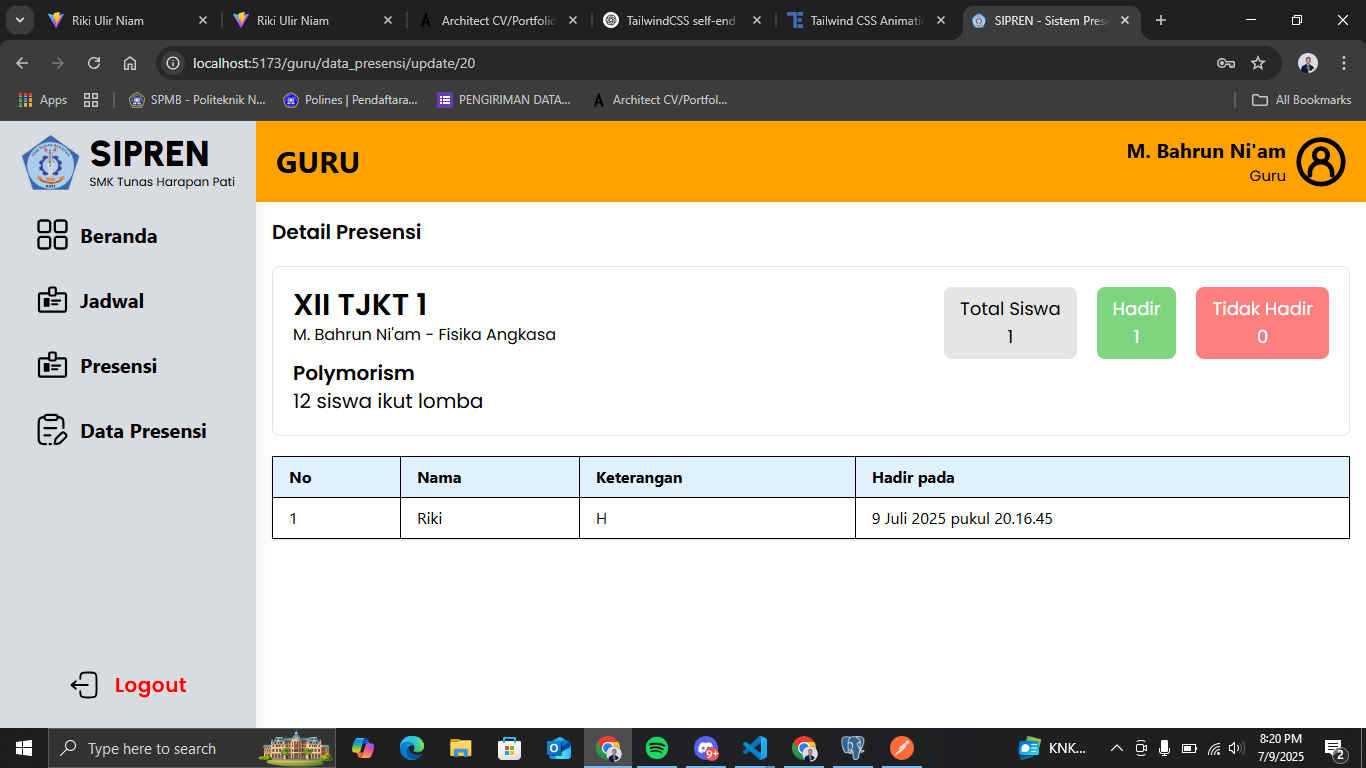 Riki Ulir Niam
Riki Ulir Niam
Architect CV/Portfolio
TailwindCSS self-end
Tailwind CSS Animati
SIPREN - Sistem Pres
localhost:5173/guru/data_presensi/update/20
Apps
SPMB - Politeknik N...
Polines | Pendaftara...
PENGIRIMAN DATA...
Architect CV/Portfol...
All Bookmarks
SIPREN
SMK Tunas Harapan Pati
GURU
M. Bahrun Ni'am
Guru
Beranda
Jadwal
Presensi
Data Presensi
Logout
Detail Presensi
XII TJKT 1
M. Bahrun Ni'am - Fisika Angkasa
Polymorism
12 siswa ikut lomba
Total Siswa
1
Hadir
1
Tidak Hadir
0
No Nama Keterangan Hadir pada
1 Riki H 9 Juli 2025 pukul 20.16.45
Type here to search
9+
KNK...
8:20 PM
7/9/2025
2